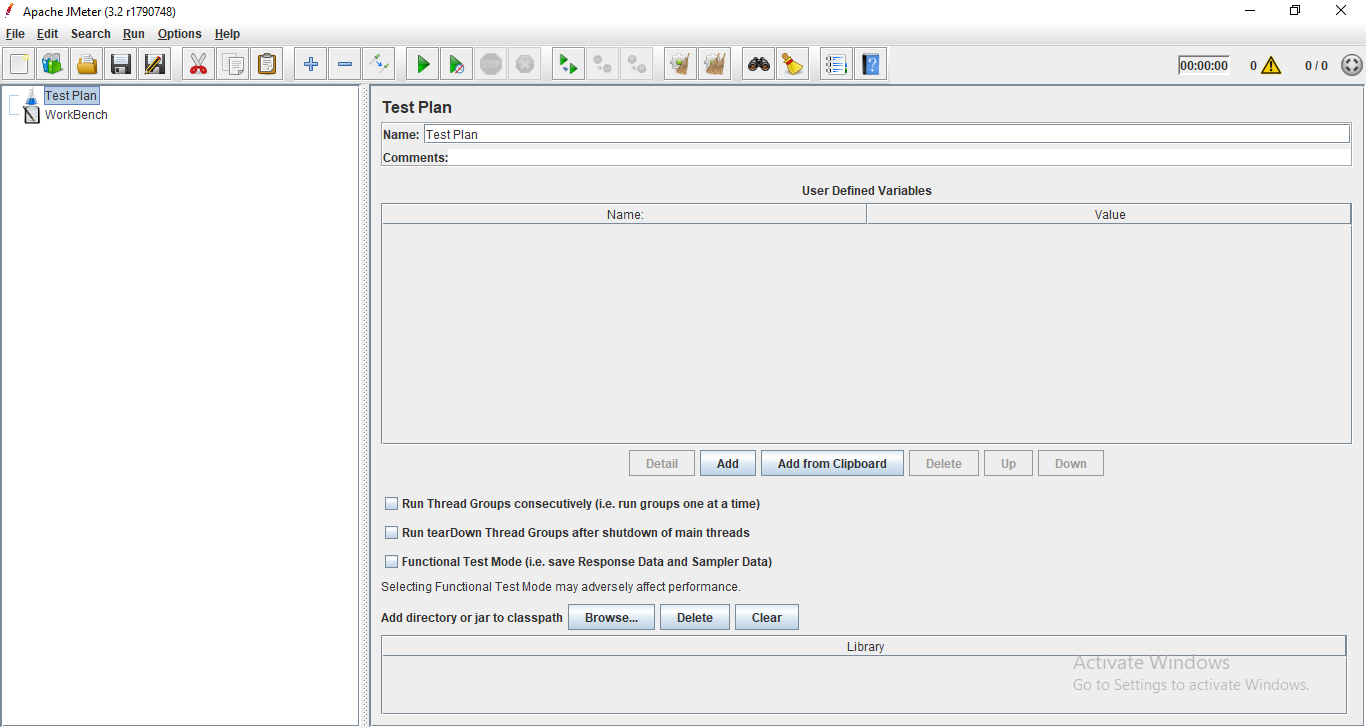 Apache JMeter (3.2 r1790748)
File Edit Search Run Options Help
00:00:00 0 0 / 0
Test Plan
WorkBench
Test Plan
Name: Test Plan
Comments:
User Defined Variables
Name: Value
Detail Add Add from Clipboard Delete Up Down
Run Thread Groups consecutively (i.e. run groups one at a time)
Run tearDown Thread Groups after shutdown of main threads
Functional Test Mode (i.e. save Response Data and Sampler Data)
Selecting Functional Test Mode may adversely affect performance.
Add directory or jar to classpath Browse... Delete Clear
Library
Activate Windows
Go to Settings to activate Windows.